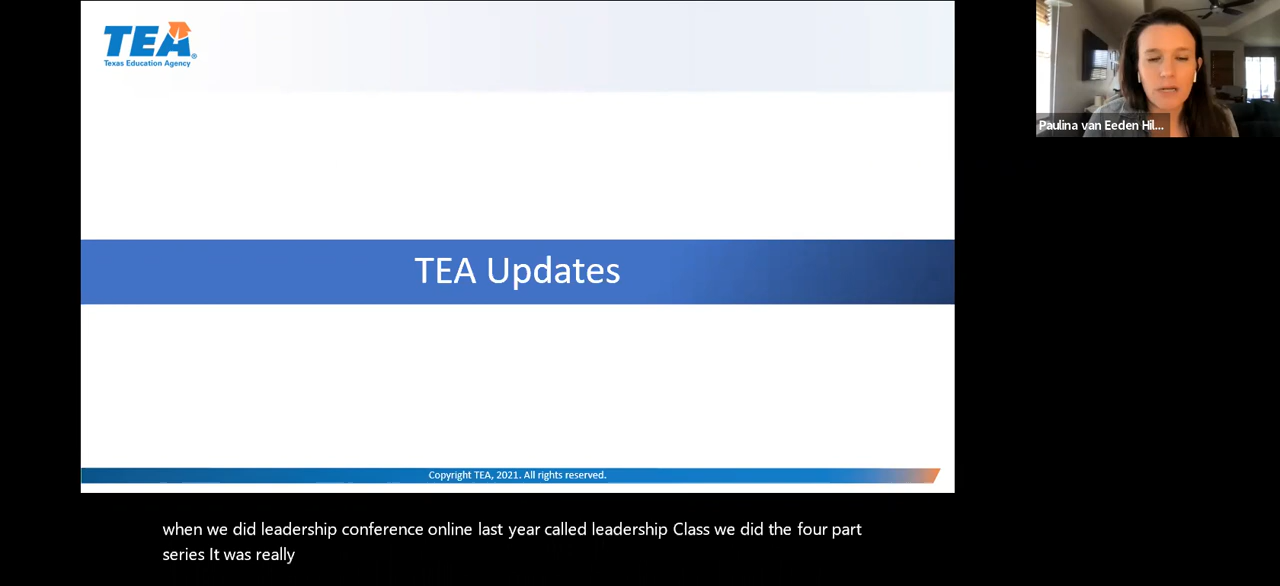 TEA
Texas Education Agency
Paulina van Eeden Hil...
TEA Updates
Copyright TEA, 2021. All rights reserved.
when we did leadership conference online last year called leadership Class we did the four part
series It was really